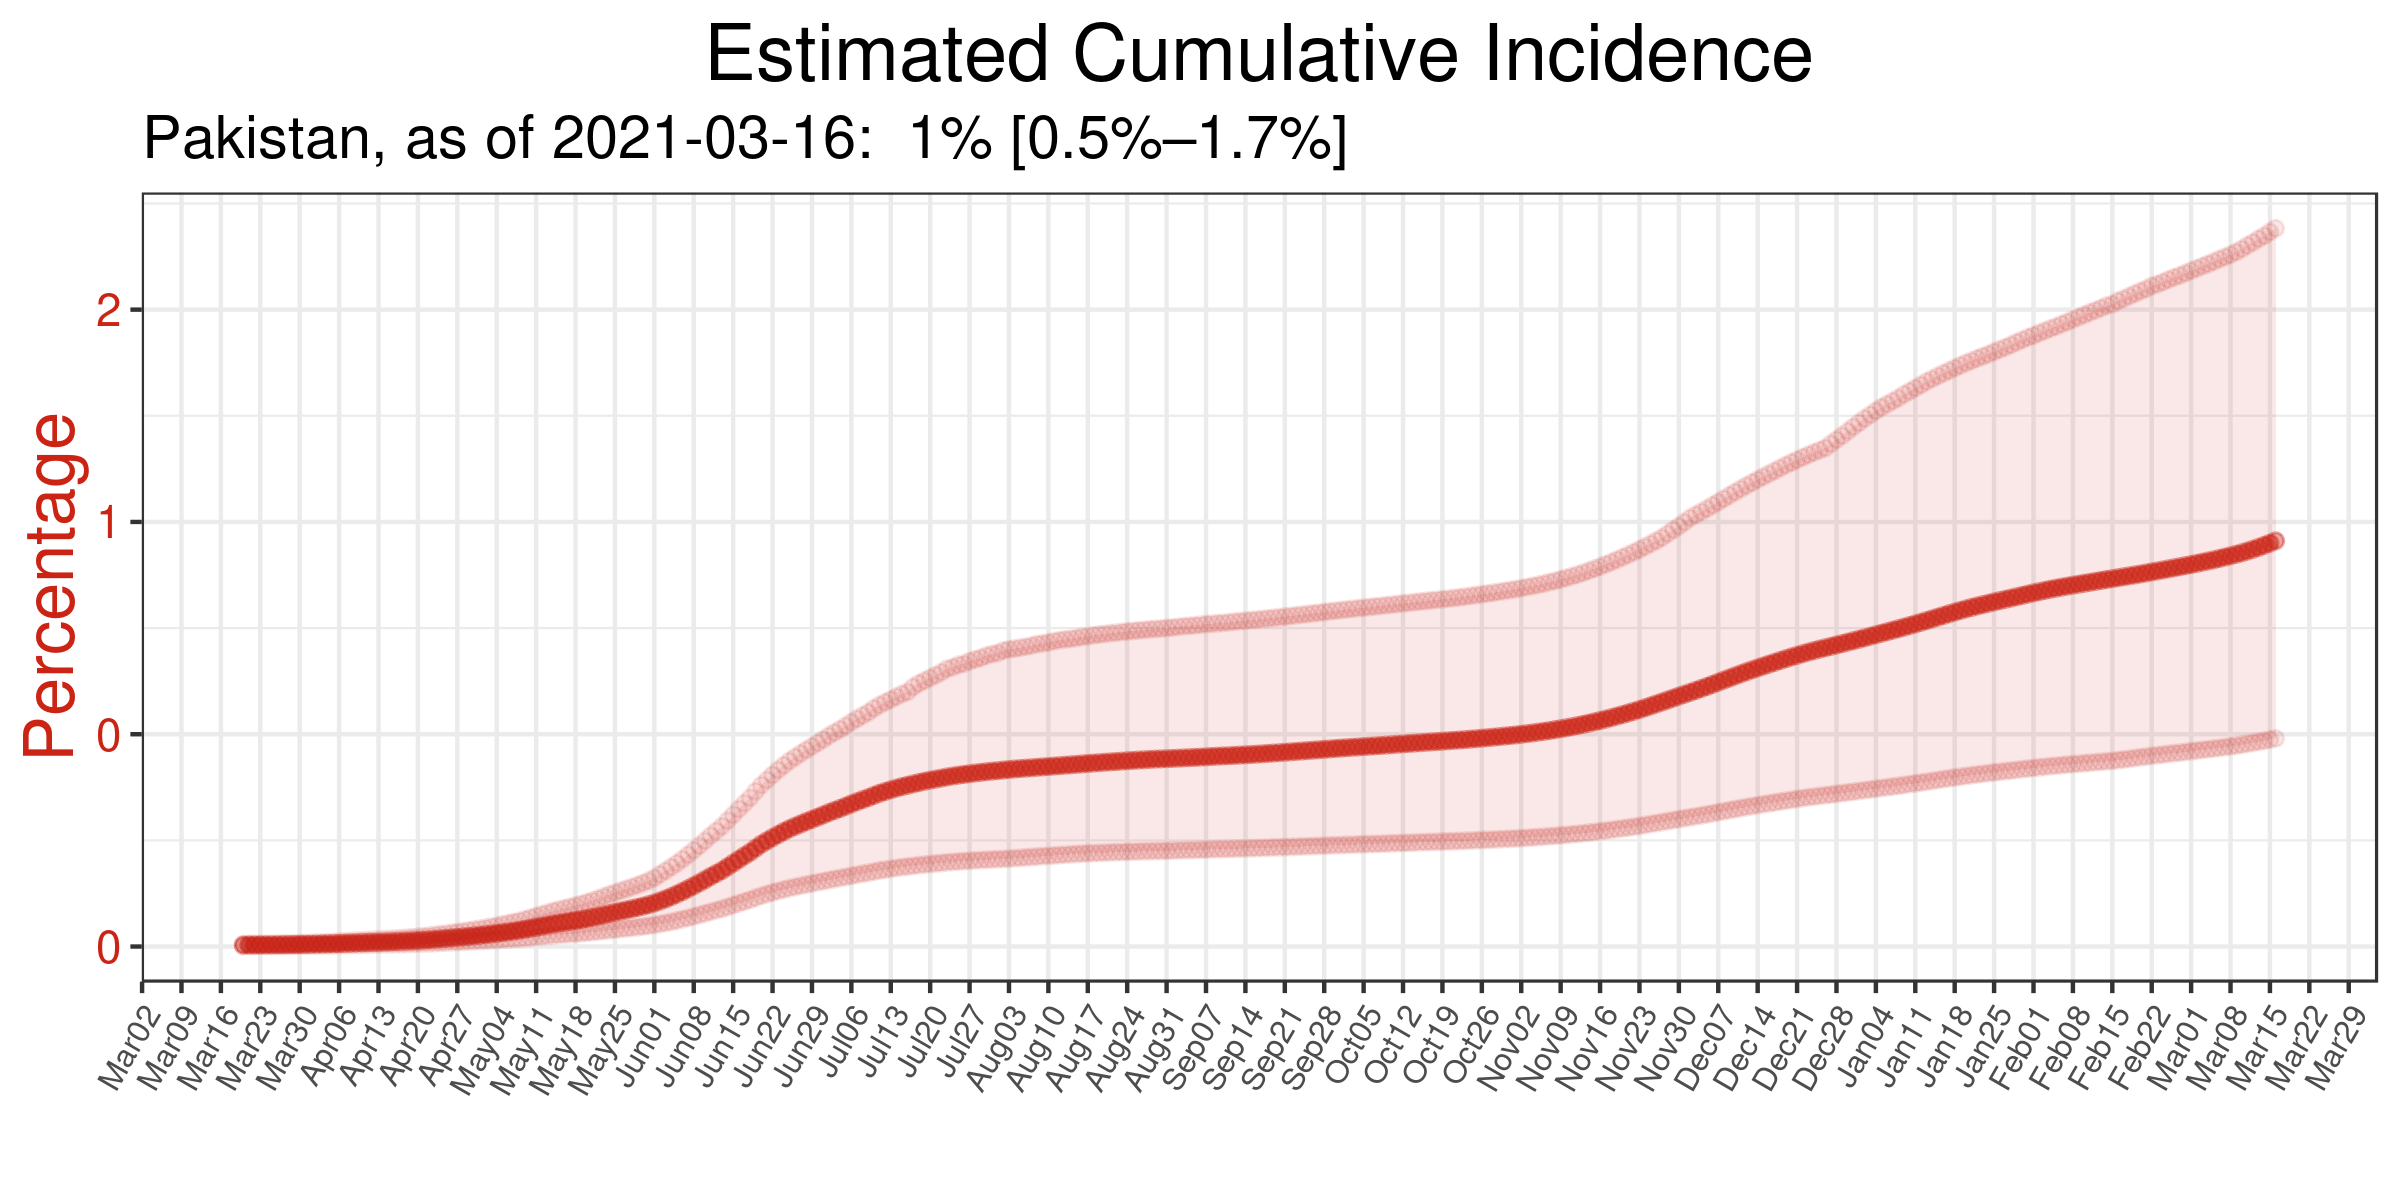 Estimated Cumulative Incidence
Pakistan, as of 2021-03-16:  1% [0.5%–1.7%]
Percentage
2
1
0
0
Mar02
Mar09
Mar16
Mar23
Mar30
Apr06
Apr13
Apr20
Apr27
May04
May11
May18
May25
Jun01
Jun08
Jun15
Jun22
Jun29
Jul06
Jul13
Jul20
Jul27
Aug03
Aug10
Aug17
Aug24
Aug31
Sep07
Sep14
Sep21
Sep28
Oct05
Oct12
Oct19
Oct26
Nov02
Nov09
Nov16
Nov23
Nov30
Dec07
Dec14
Dec21
Dec28
Jan04
Jan11
Jan18
Jan25
Feb01
Feb08
Feb15
Feb22
Mar01
Mar08
Mar15
Mar22
Mar29